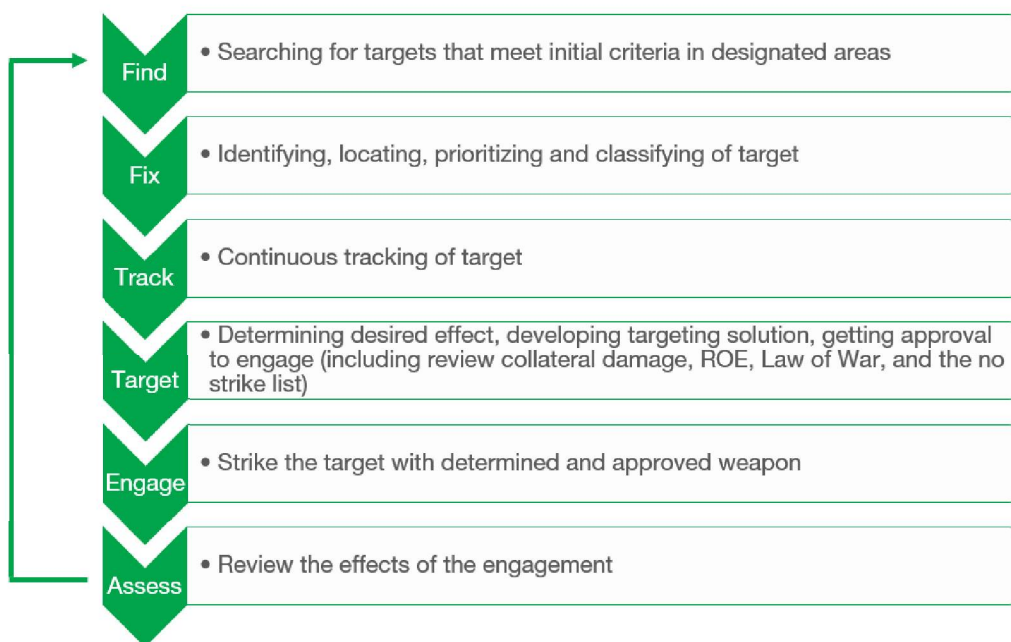 Find
• Searching for targets that meet initial criteria in designated areas
Fix
• Identifying, locating, prioritizing and classifying of target
Track
• Continuous tracking of target
Target
• Determining desired effect, developing targeting solution, getting approval
to engage (including review collateral damage, ROE, Law of War, and the no
strike list)
Engage
• Strike the target with determined and approved weapon
Assess
• Review the effects of the engagement